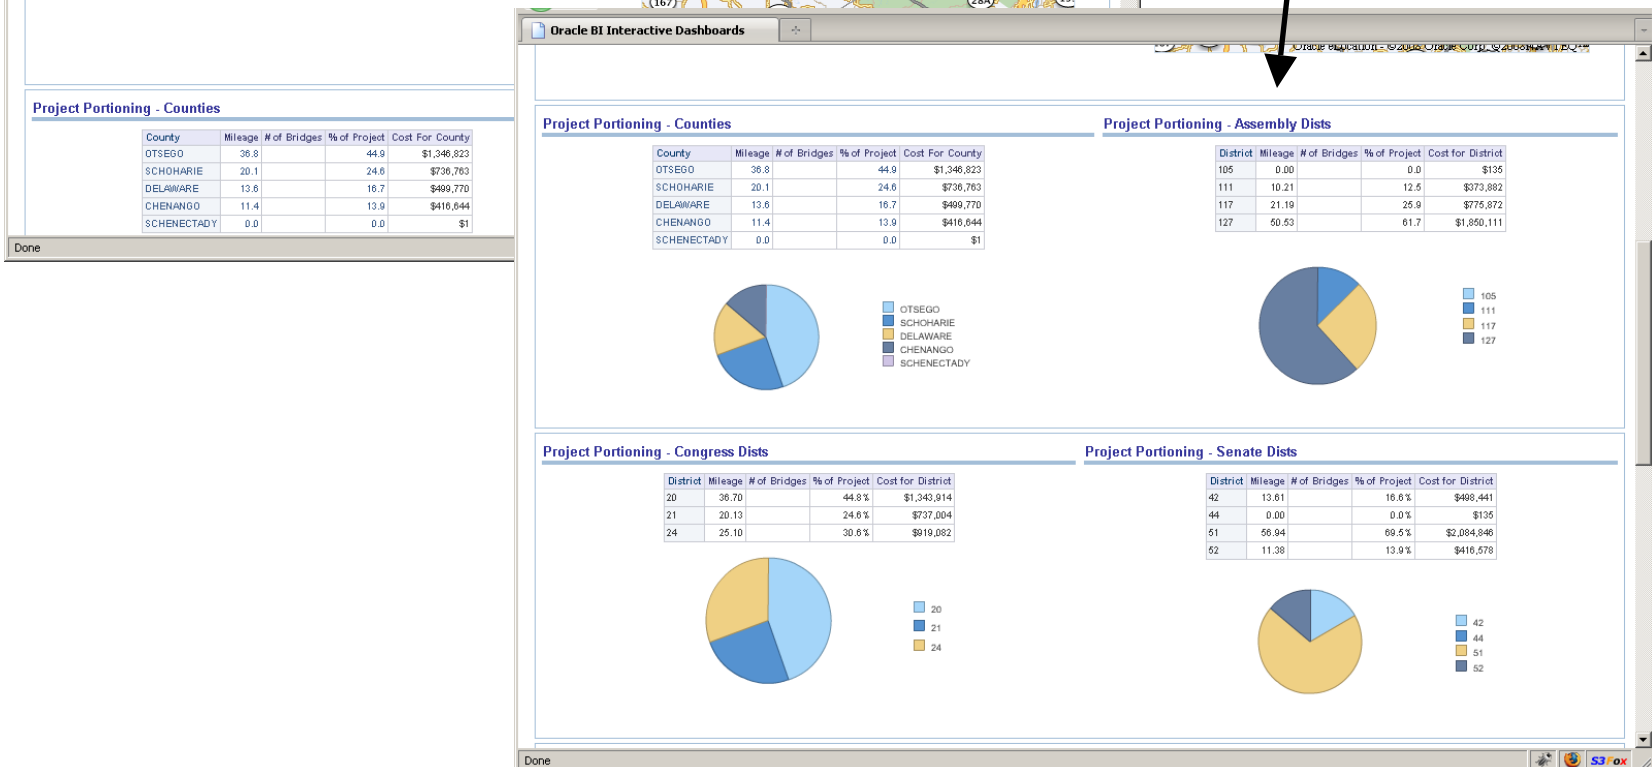 (167)
28A
Project Portioning - Counties
County Mileage # of Bridges % of Project Cost For County
OTSEGO 36.8 44.9 $1,346,823
SCHOHARIE 20.1 24.6 $736,763
DELAWARE 13.6 16.7 $499,770
CHENANGO 11.4 13.9 $416,644
SCHENECTADY 0.0 0.0 $1
Done
Oracle BI Interactive Dashboards
Project Portioning - Counties
County Mileage # of Bridges % of Project Cost For County
OTSEGO 36.8 44.9 $1,346,823
SCHOHARIE 20.1 24.6 $736,763
DELAWARE 13.6 16.7 $499,770
CHENANGO 11.4 13.9 $416,644
SCHENECTADY 0.0 0.0 $1
OTSEGO
SCHOHARIE
DELAWARE
CHENANGO
SCHENECTADY
Project Portioning - Assembly Dists
District Mileage # of Bridges % of Project Cost for District
105 0.00 0.0 $135
111 10.21 12.5 $373,882
117 21.19 25.9 $775,872
127 50.53 61.7 $1,850,111
105
111
117
127
Project Portioning - Congress Dists
District Mileage # of Bridges % of Project Cost for District
20 36.70 44.8% $1,343,914
21 20.13 24.6% $737,004
24 25.10 30.6% $919,082
20
21
24
Project Portioning - Senate Dists
District Mileage # of Bridges % of Project Cost for District
42 13.61 16.6% $498,441
44 0.00 0.0% $135
51 56.94 69.5% $2,084,846
52 11.38 13.9% $416,578
42
44
51
52
Done
S3Fox